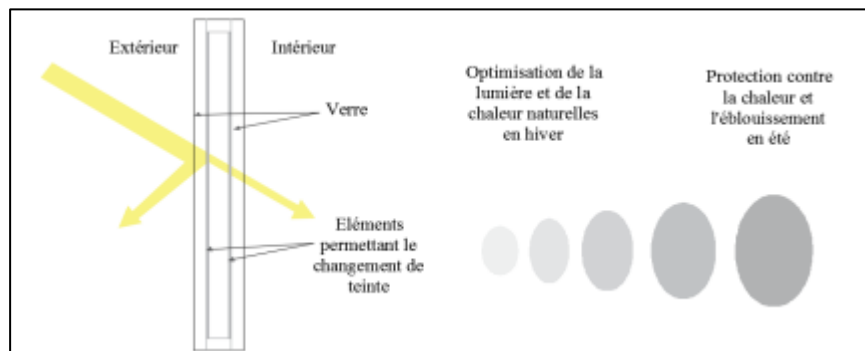 Extérieur
Intérieur
Verre
Eléments
permettant le
changement de
teinte
Optimisation de la
lumière et de la
chaleur naturelles
en hiver
Protection contre
la chaleur et
l'éblouissement
en été